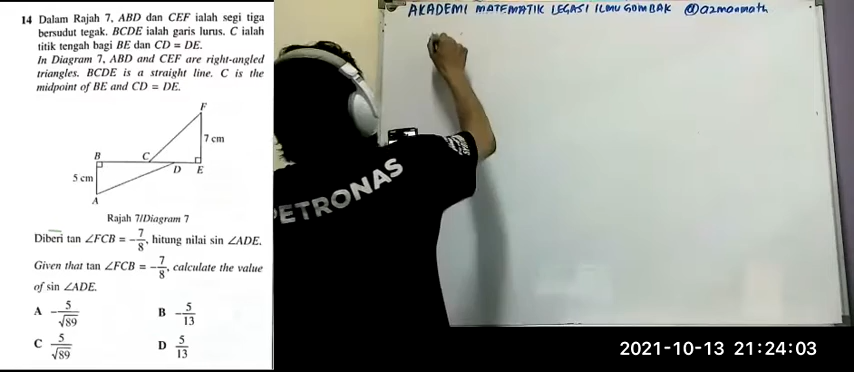 14 Dalam Rajah 7, ABD dan CEF ialah segi tiga
bersudut tegak. BCDE ialah garis lurus. C ialah
titik tengah bagi BE dan CD = DE.
In Diagram 7, ABD and CEF are right-angled
triangles. BCDE is a straight line. C is the
midpoint of BE and CD = DE.
F
7 cm
B C D E
5 cm
A
Rajah 7/Diagram 7
Diberi tan ∠FCB = -7/8, hitung nilai sin ∠ADE.
Given that tan ∠FCB = -7/8, calculate the value
of sin ∠ADE.
A -5/√89 B -5/13
C 5/√89 D 5/13
AKADEMI MATEMATIK LEGASI ILMU GOMBAK @azmanmath
PETRONAS
2021-10-13 21:24:03